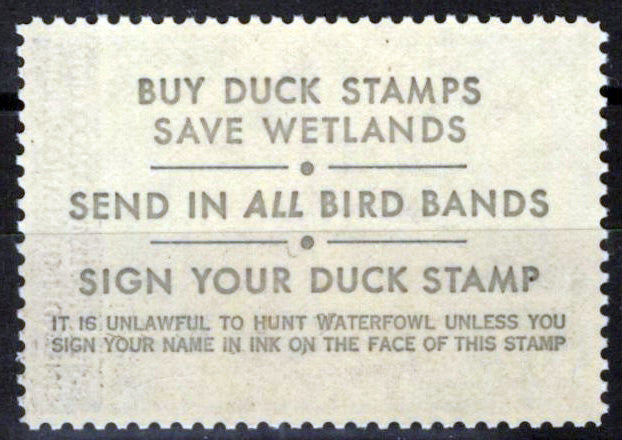 BUY DUCK STAMPS
SAVE WETLANDS
SEND IN ALL BIRD BANDS
SIGN YOUR DUCK STAMP
IT IS UNLAWFUL TO HUNT WATERFOWL UNLESS YOU
SIGN YOUR NAME IN INK ON THE FACE OF THIS STAMP